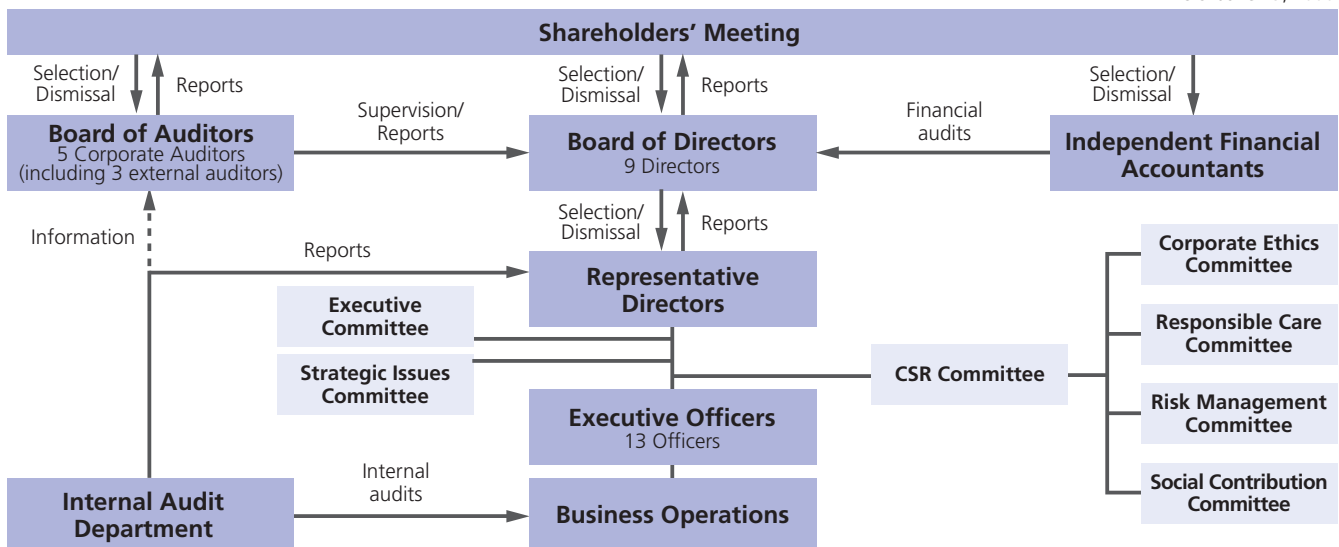 Shareholders' Meeting
Selection/
Dismissal
Reports
Selection/
Dismissal
Reports
Selection/
Dismissal
Board of Auditors
5 Corporate Auditors
(including 3 external auditors)
Supervision/
Reports
Board of Directors
9 Directors
Financial
audits
Independent Financial
Accountants
Information
Selection/
Dismissal
Reports
Reports
Representative
Directors
Executive
Committee
Strategic Issues
Committee
CSR Committee
Corporate Ethics
Committee
Responsible Care
Committee
Risk Management
Committee
Social Contribution
Committee
Executive Officers
13 Officers
Internal Audit
Department
Internal
audits
Business Operations